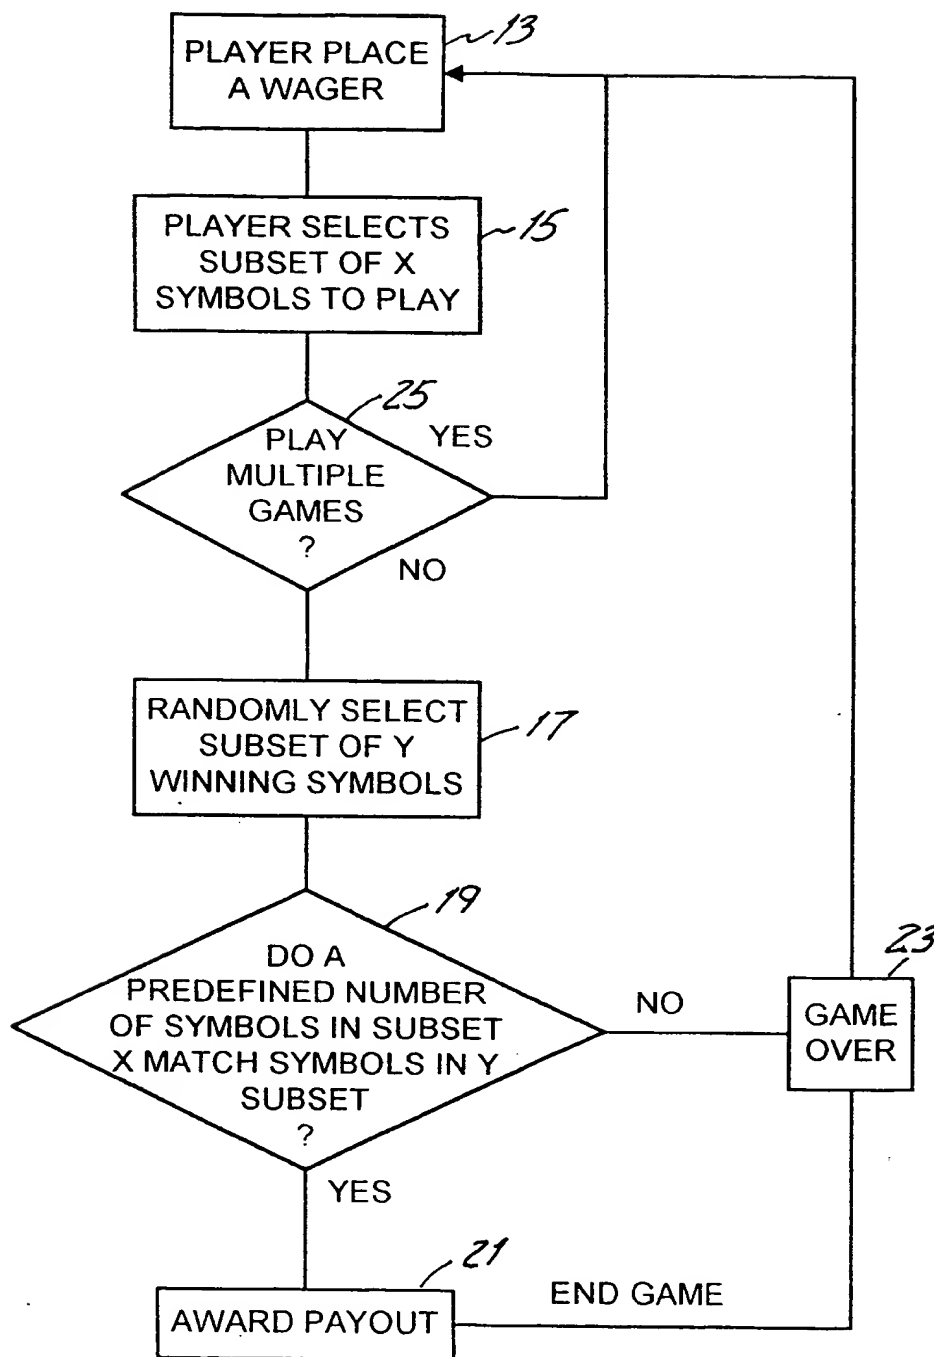 13
PLAYER PLACE
A WAGER
15
PLAYER SELECTS
SUBSET OF X
SYMBOLS TO PLAY
25
PLAY
MULTIPLE
GAMES
?
YES
NO
RANDOMLY SELECT
SUBSET OF Y
WINNING SYMBOLS
17
19
DO A
PREDEFINED NUMBER
OF SYMBOLS IN SUBSET
X MATCH SYMBOLS IN Y
SUBSET
?
NO
23
GAME
OVER
YES
21
AWARD PAYOUT
END GAME